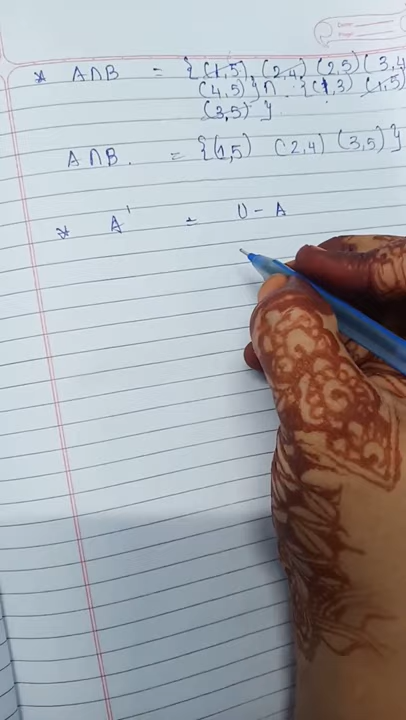 * A∩B = {(1,5), (2,4), (2,5) (3,4
(4,5)}∩ {(1,3) (1,5)
(3,5)}
A∩B. = {(1,5) (2,4) (3,5)}
* A' = U - A